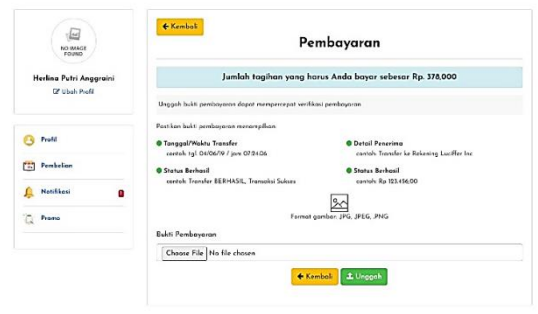 NO IMAGE
FOUND
Herlina Putri Anggraini
Ubah Profil
Profil
Pembelian
Notifikasi
Promo
Kembali
Pembayaran
Jumlah tagihan yang harus Anda bayar sebesar Rp. 378,000
Unggah bukti pembayaran dapat mempercepat verifikasi pembayaran
Pastikan bukti pembayaran menampilkan:
Tanggal/Waktu Transfer
contoh: tgl. 04/06/19 / jam 07:24:06
Detail Penerima
contoh: Transfer ke Rekening Luciffer Inc
Status Berhasil
contoh: Transfer BERHASIL, Transaksi Sukses
Status Berhasil
contoh: Rp 123.456,00
Format gambar: JPG, JPEG, PNG
Bukti Pembayaran
Choose File No file chosen
Kembali
Unggah